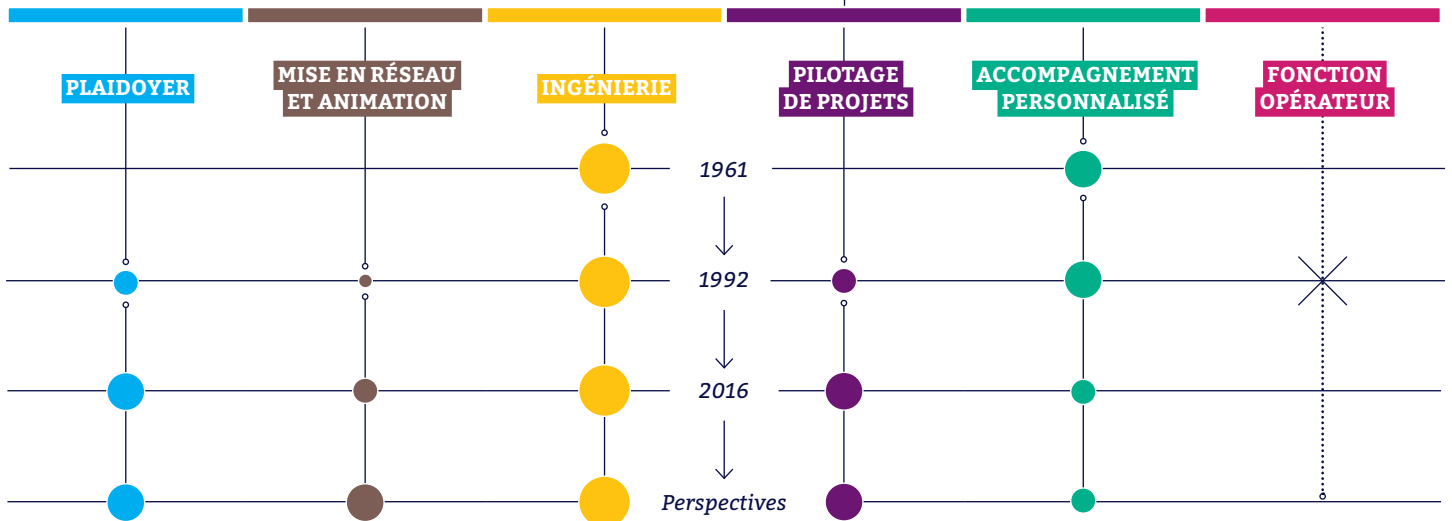 PLAIDOYER
MISE EN RÉSEAU
ET ANIMATION
INGÉNIERIE
PILOTAGE
DE PROJETS
ACCOMPAGNEMENT
PERSONNALISÉ
FONCTION
OPÉRATEUR
1961
1992
2016
Perspectives